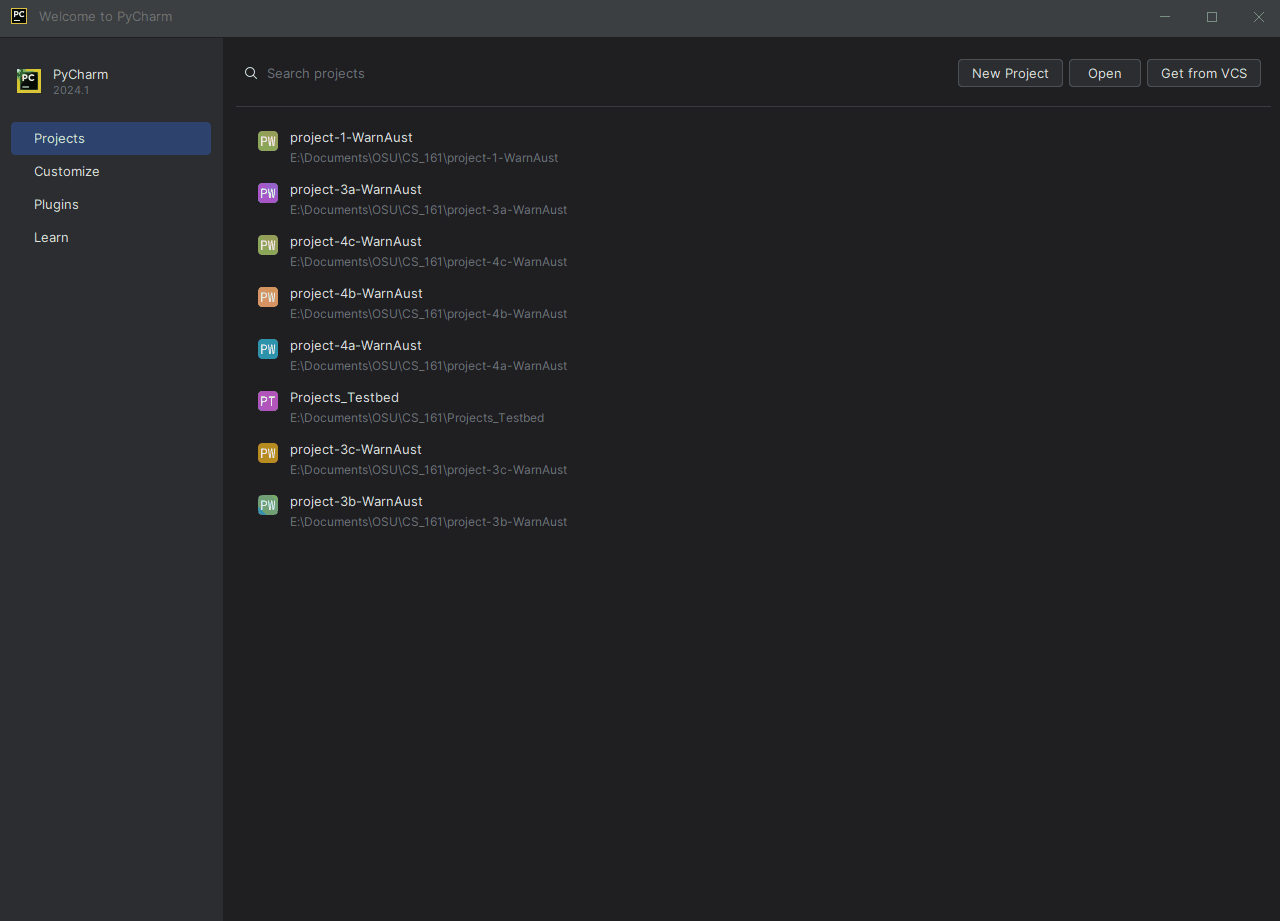 PC Welcome to PyCharm
PC PyCharm
2024.1
Projects
Customize
Plugins
Learn
Search projects
New Project
Open
Get from VCS
PW project-1-WarnAust
E:\Documents\OSU\CS_161\project-1-WarnAust
PW project-3a-WarnAust
E:\Documents\OSU\CS_161\project-3a-WarnAust
PW project-4c-WarnAust
E:\Documents\OSU\CS_161\project-4c-WarnAust
PW project-4b-WarnAust
E:\Documents\OSU\CS_161\project-4b-WarnAust
PW project-4a-WarnAust
E:\Documents\OSU\CS_161\project-4a-WarnAust
PT Projects_Testbed
E:\Documents\OSU\CS_161\Projects_Testbed
PW project-3c-WarnAust
E:\Documents\OSU\CS_161\project-3c-WarnAust
PW project-3b-WarnAust
E:\Documents\OSU\CS_161\project-3b-WarnAust